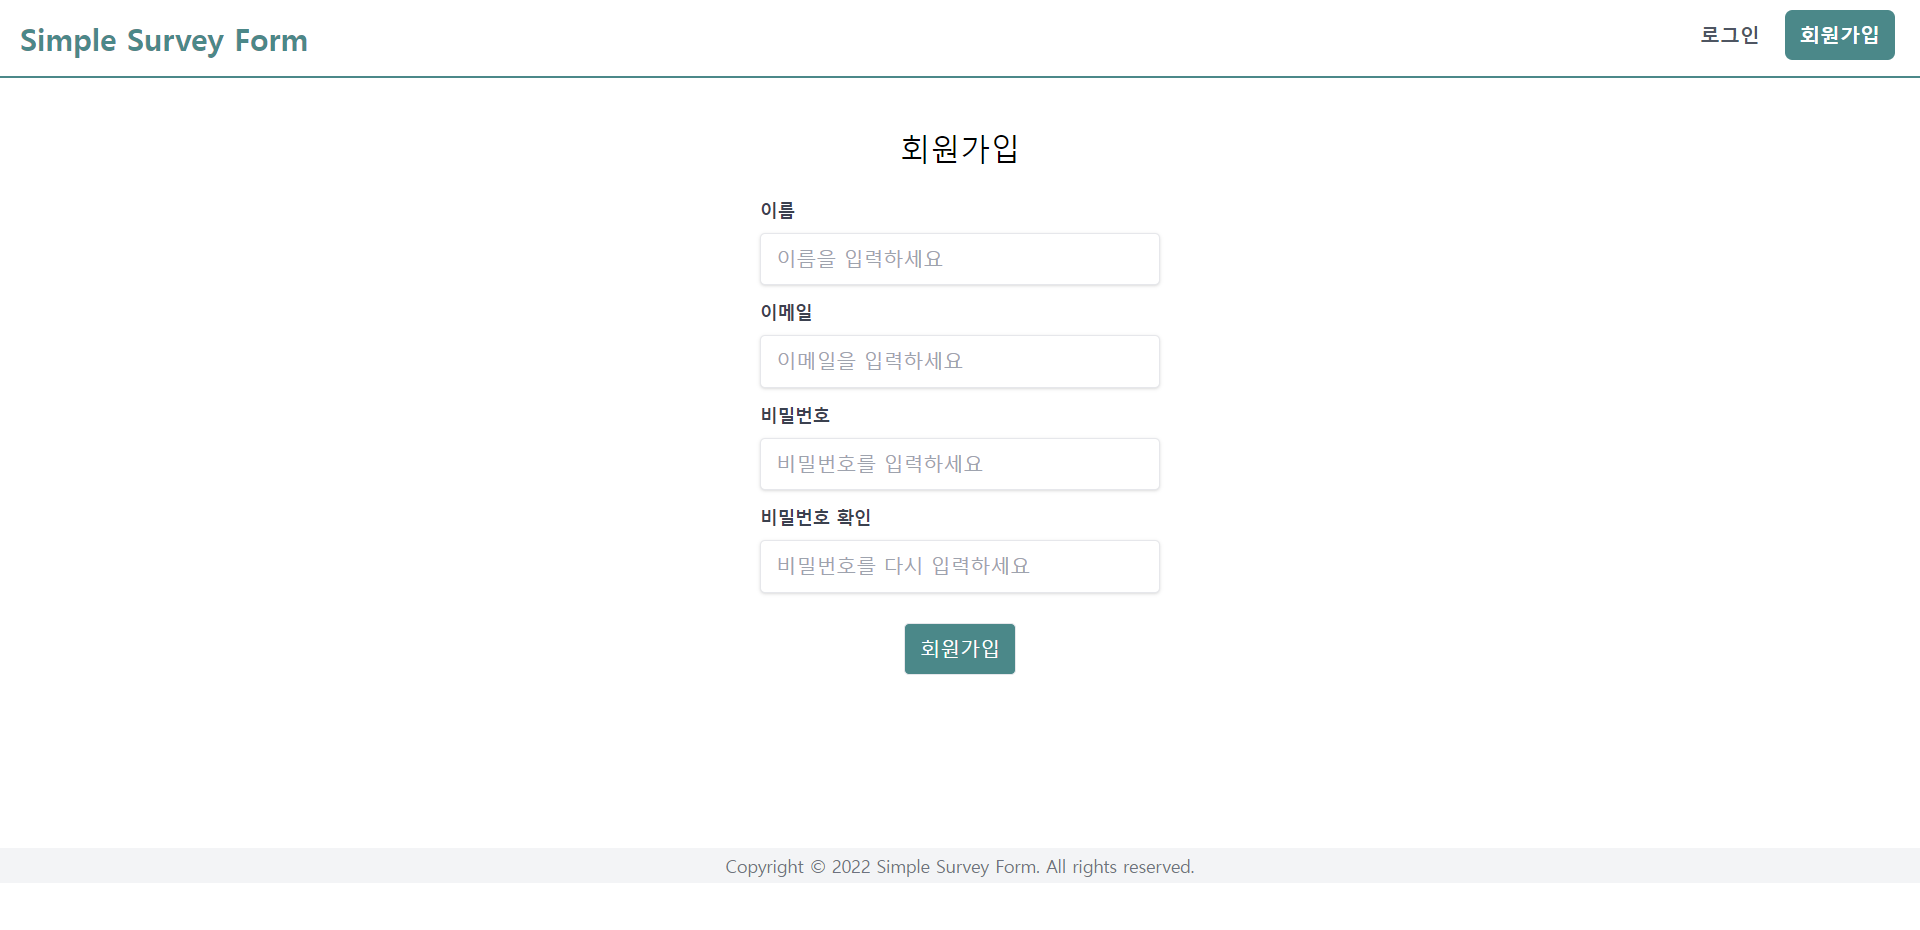 Simple Survey Form
로그인
회원가입
회원가입
이름
이름을 입력하세요
이메일
이메일을 입력하세요
비밀번호
비밀번호를 입력하세요
비밀번호 확인
비밀번호를 다시 입력하세요
회원가입
Copyright © 2022 Simple Survey Form. All rights reserved.